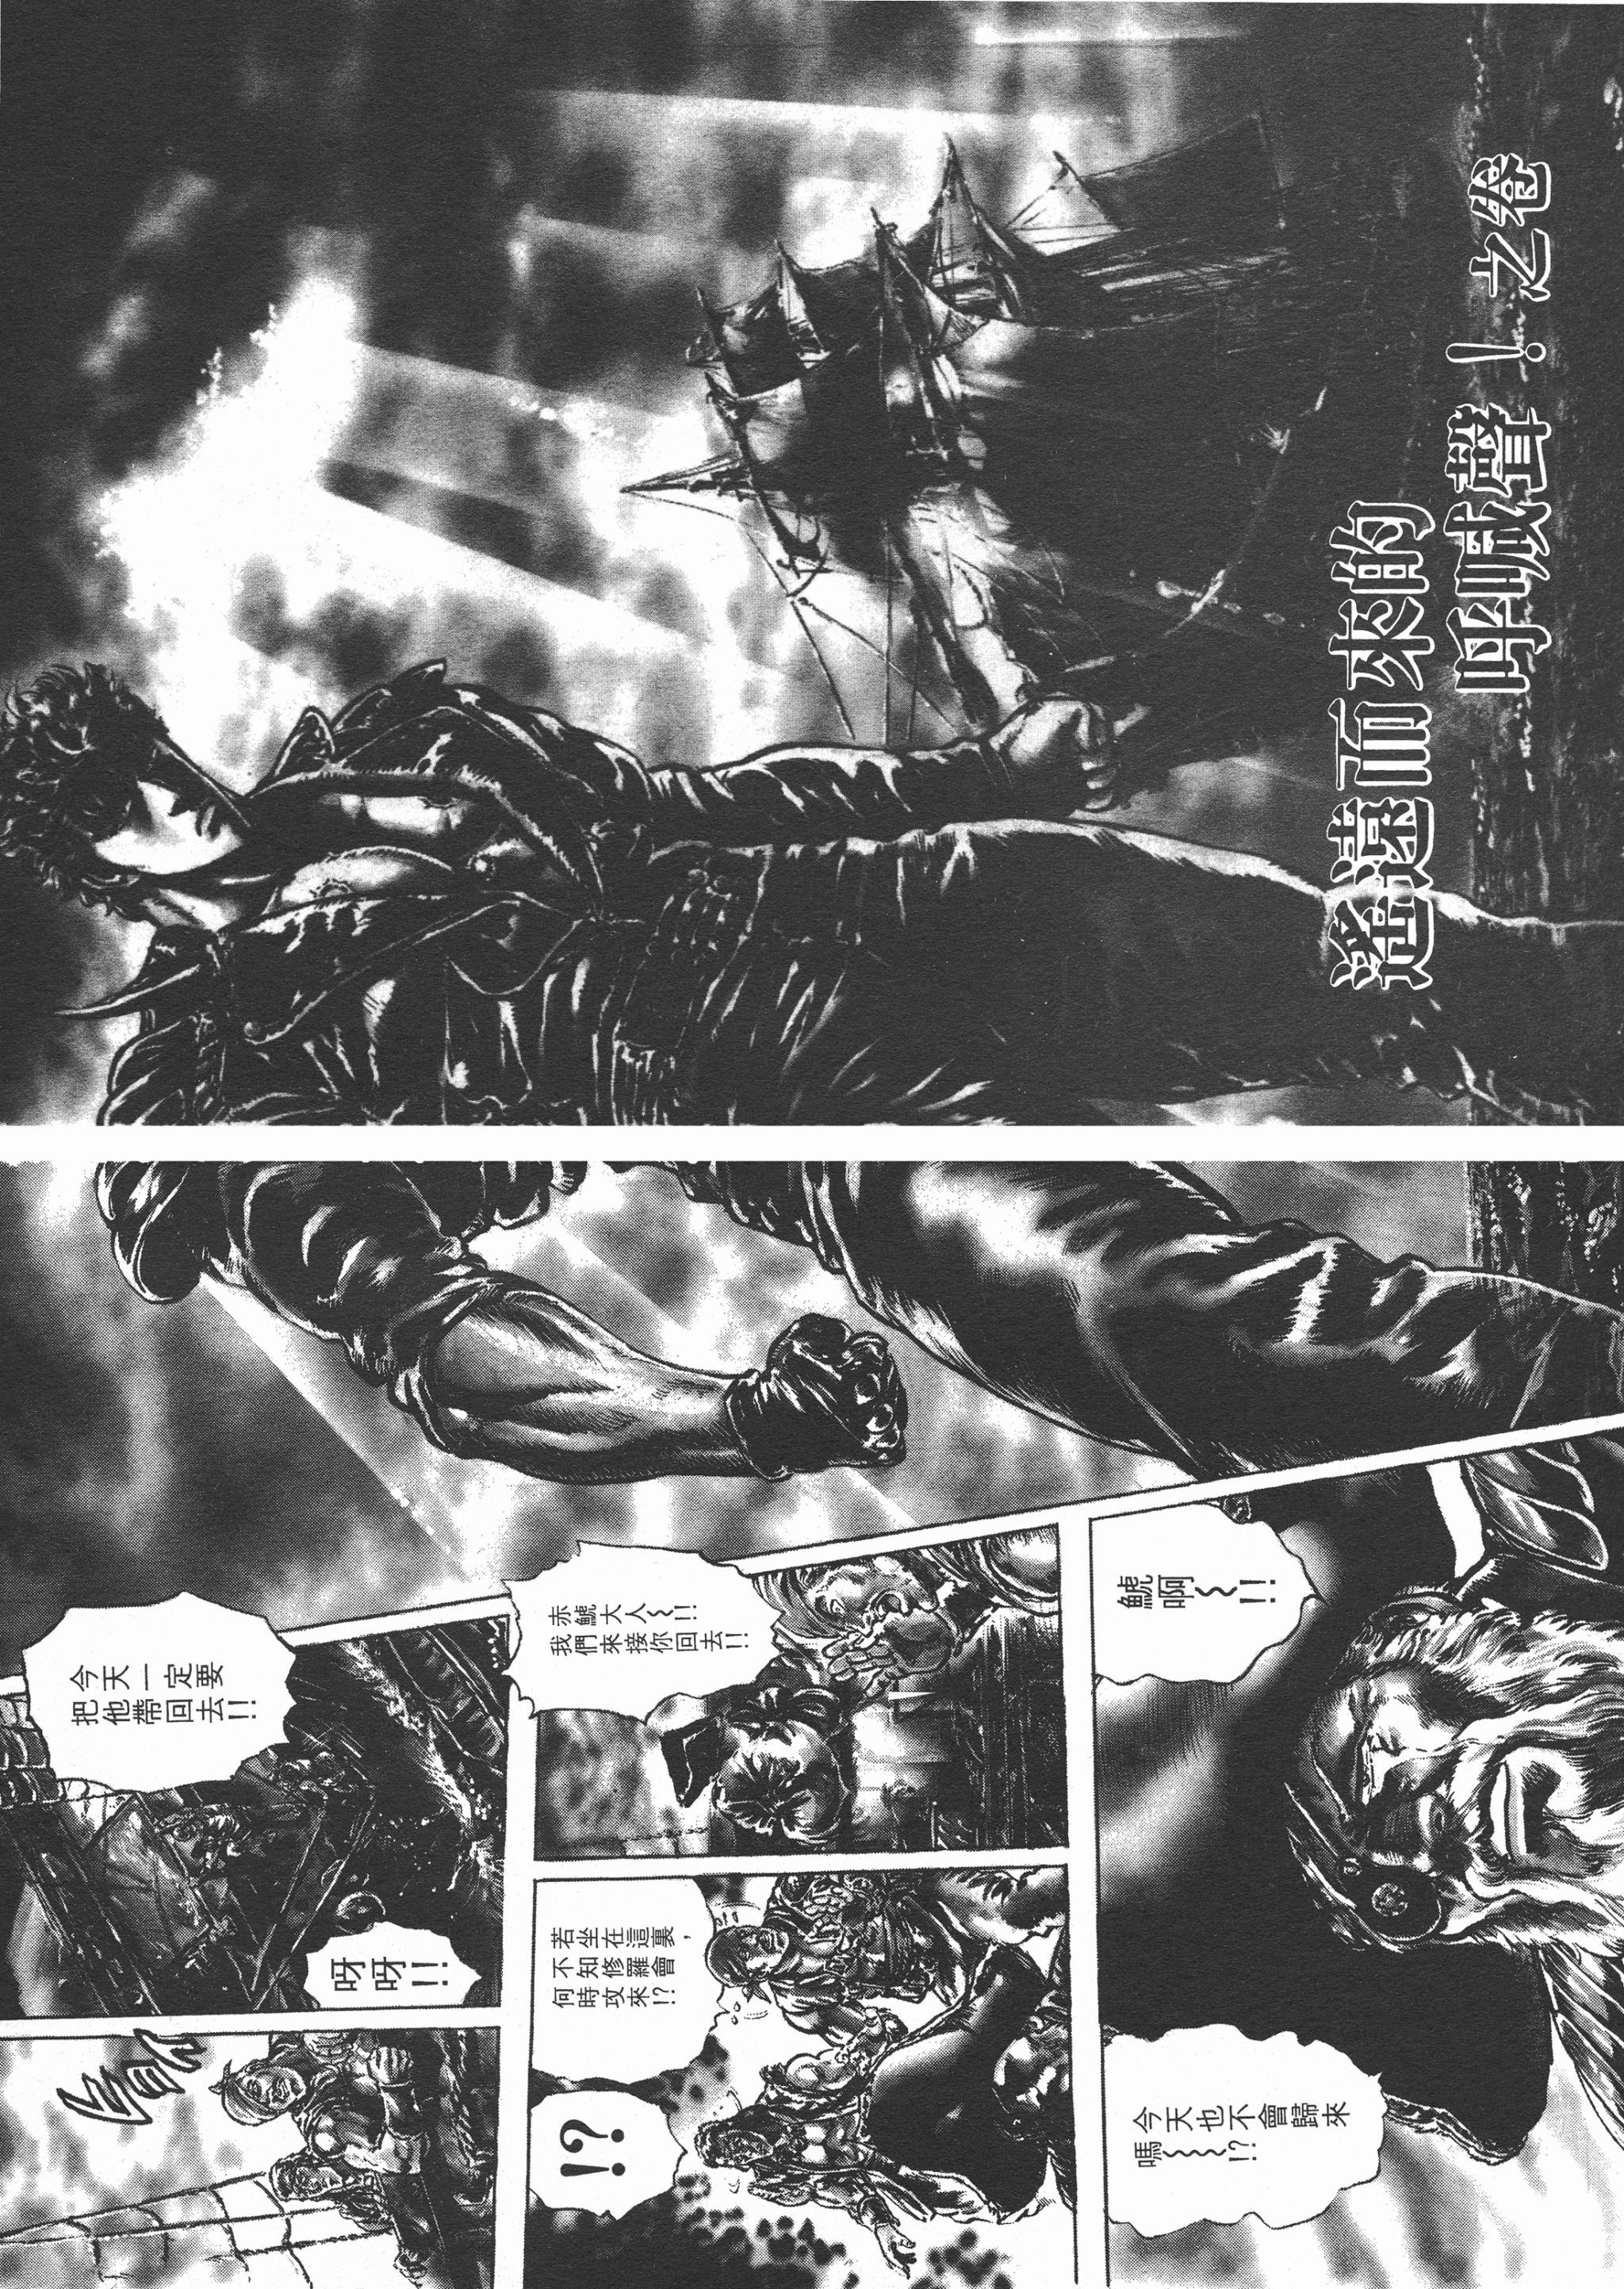 遙遠而來的
呼喊聲！之卷
今天一定要
把他帶回去!!
呀呀!!
赤鯱大人～!!
我們來接你回去!!
若坐在這裏，
不知修羅會
何時攻來!?
!?
鯱啊～!!
今天也不會歸來
嗎～～～!?